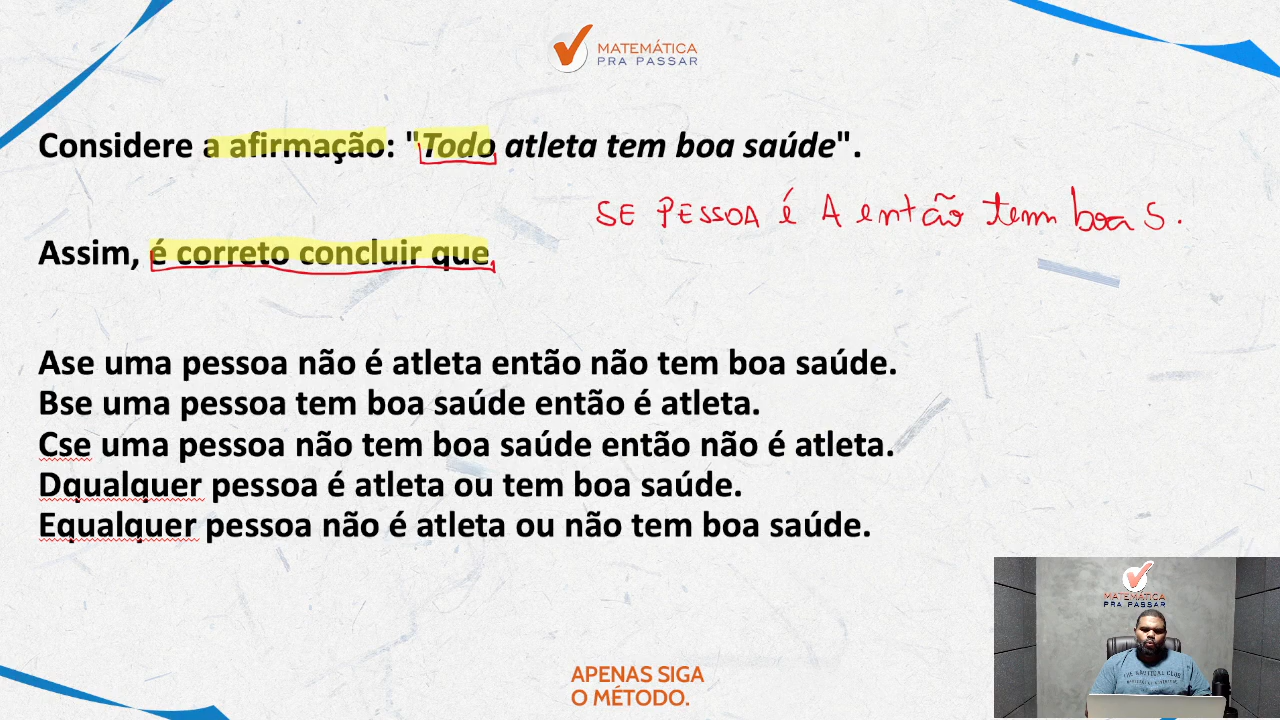 MATEMÁTICA
PRA PASSAR
Considere a afirmação: "Todo atleta tem boa saúde".
SE PESSOA é A então tem boa S.
Assim, é correto concluir que
Ase uma pessoa não é atleta então não tem boa saúde.
Bse uma pessoa tem boa saúde então é atleta.
Cse uma pessoa não tem boa saúde então não é atleta.
Dqualquer pessoa é atleta ou tem boa saúde.
Equalquer pessoa não é atleta ou não tem boa saúde.
MATEMÁTICA
PRA PASSAR
THE NAUTICAL CLUB
APENAS SIGA
O MÉTODO.